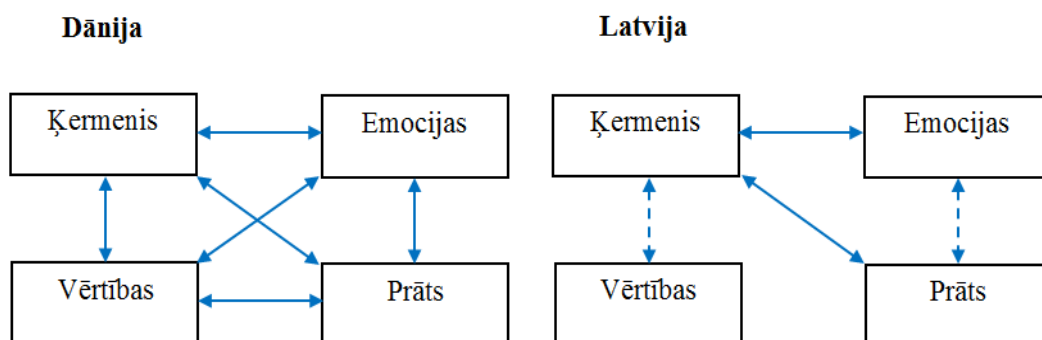 Dānija
Latvija
Ķermenis
Emocijas
Ķermenis
Emocijas
Vērtības
Prāts
Vērtības
Prāts